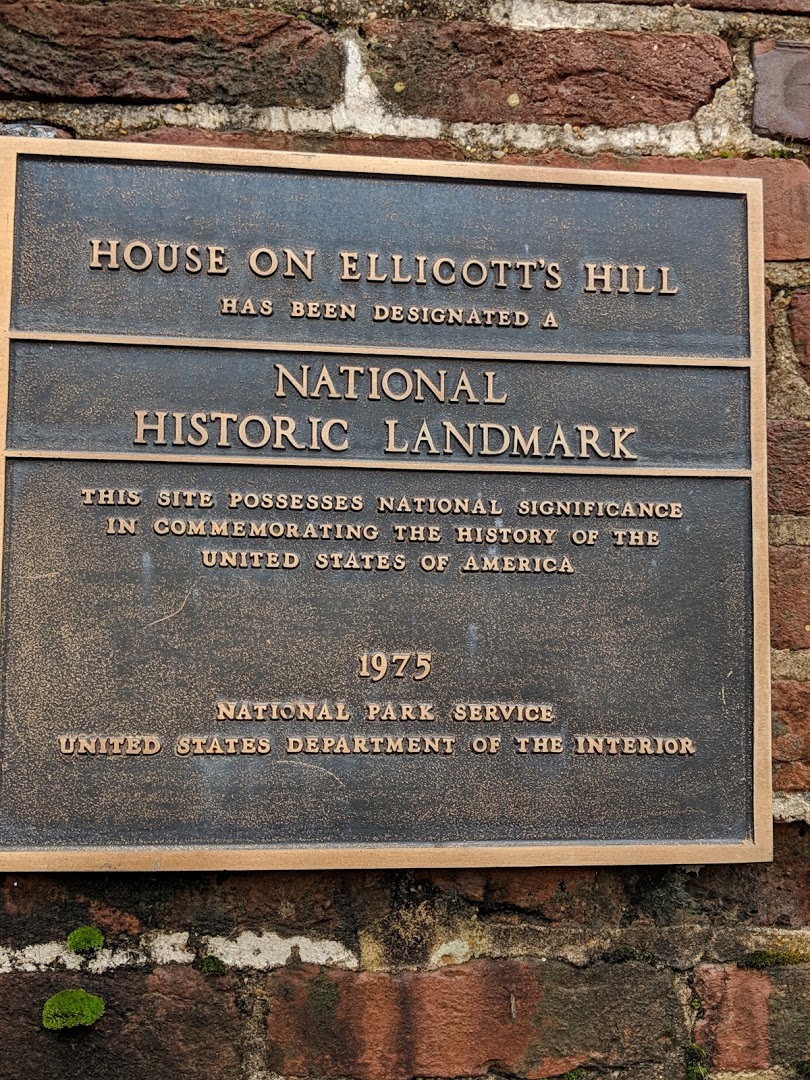 HOUSE ON ELLICOTT'S HILL
HAS BEEN DESIGNATED A
NATIONAL
HISTORIC LANDMARK
THIS SITE POSSESSES NATIONAL SIGNIFICANCE
IN COMMEMORATING THE HISTORY OF THE
UNITED STATES OF AMERICA
1975
NATIONAL PARK SERVICE
UNITED STATES DEPARTMENT OF THE INTERIOR